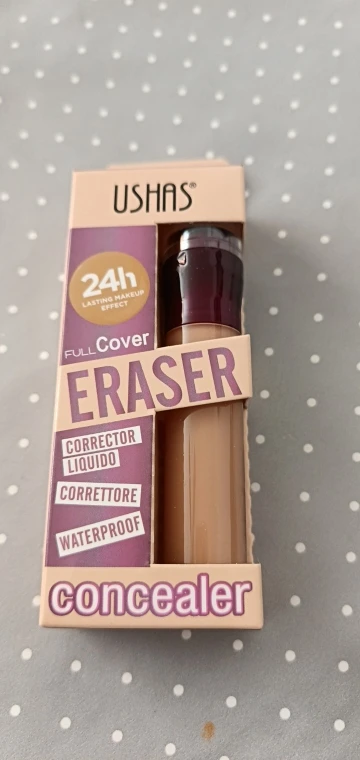 USHAS®
24h
LASTING MAKEUP
EFFECT
FULL Cover
ERASER
CORRECTOR
LIQUIDO
CORRETTORE
WATERPROOF
concealer